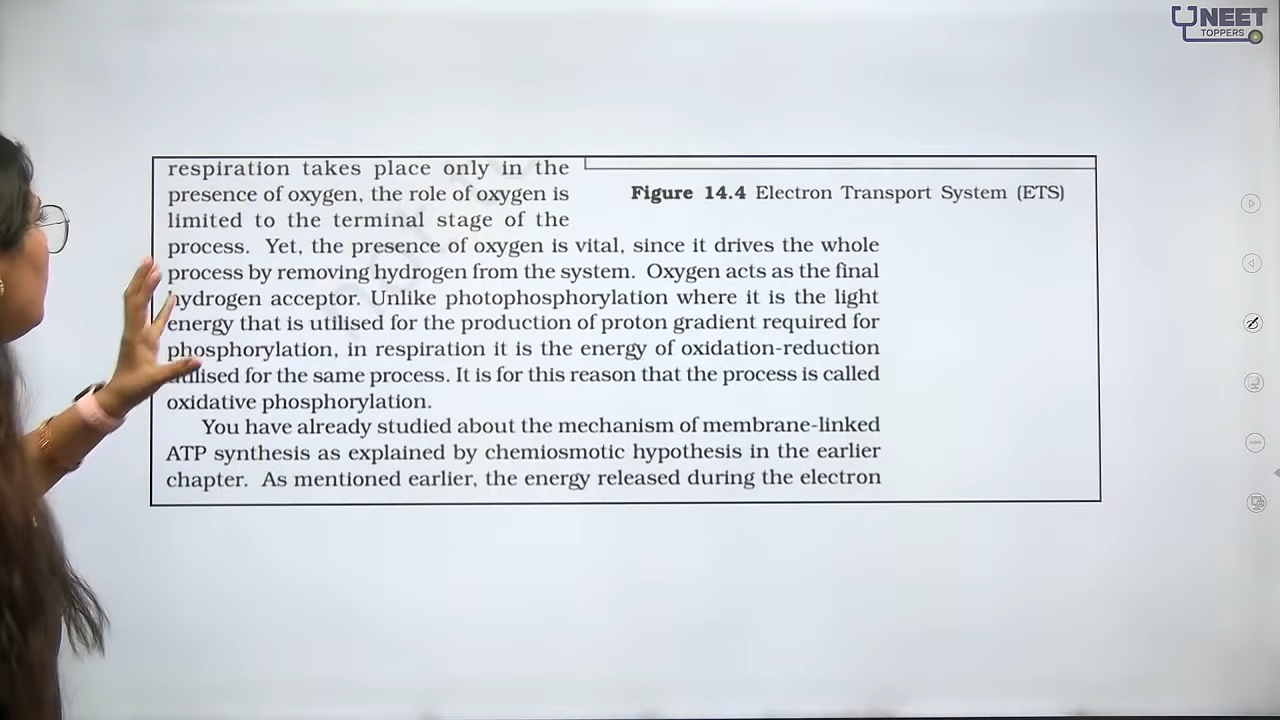 NEET
TOPPERS
respiration takes place only in the
presence of oxygen, the role of oxygen is
limited to the terminal stage of the
Figure 14.4 Electron Transport System (ETS)
process. Yet, the presence of oxygen is vital, since it drives the whole
process by removing hydrogen from the system. Oxygen acts as the final
hydrogen acceptor. Unlike photophosphorylation where it is the light
energy that is utilised for the production of proton gradient required for
phosphorylation, in respiration it is the energy of oxidation-reduction
utilised for the same process. It is for this reason that the process is called
oxidative phosphorylation.
You have already studied about the mechanism of membrane-linked
ATP synthesis as explained by chemiosmotic hypothesis in the earlier
chapter. As mentioned earlier, the energy released during the electron